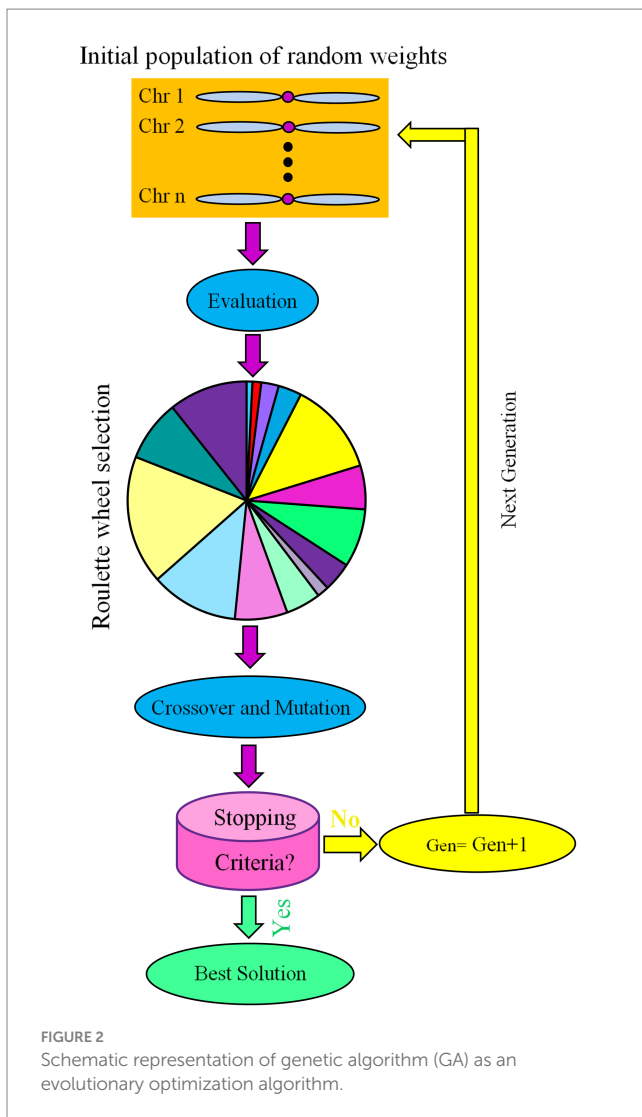 Initial population of random weights
Chr 1
Chr 2
Chr n
Evaluation
Roulette wheel selection
Crossover and Mutation
Stopping
Criteria?
No
Gen= Gen+1
Next Generation
Yes
Best Solution
FIGURE 2
Schematic representation of genetic algorithm (GA) as an
evolutionary optimization algorithm.